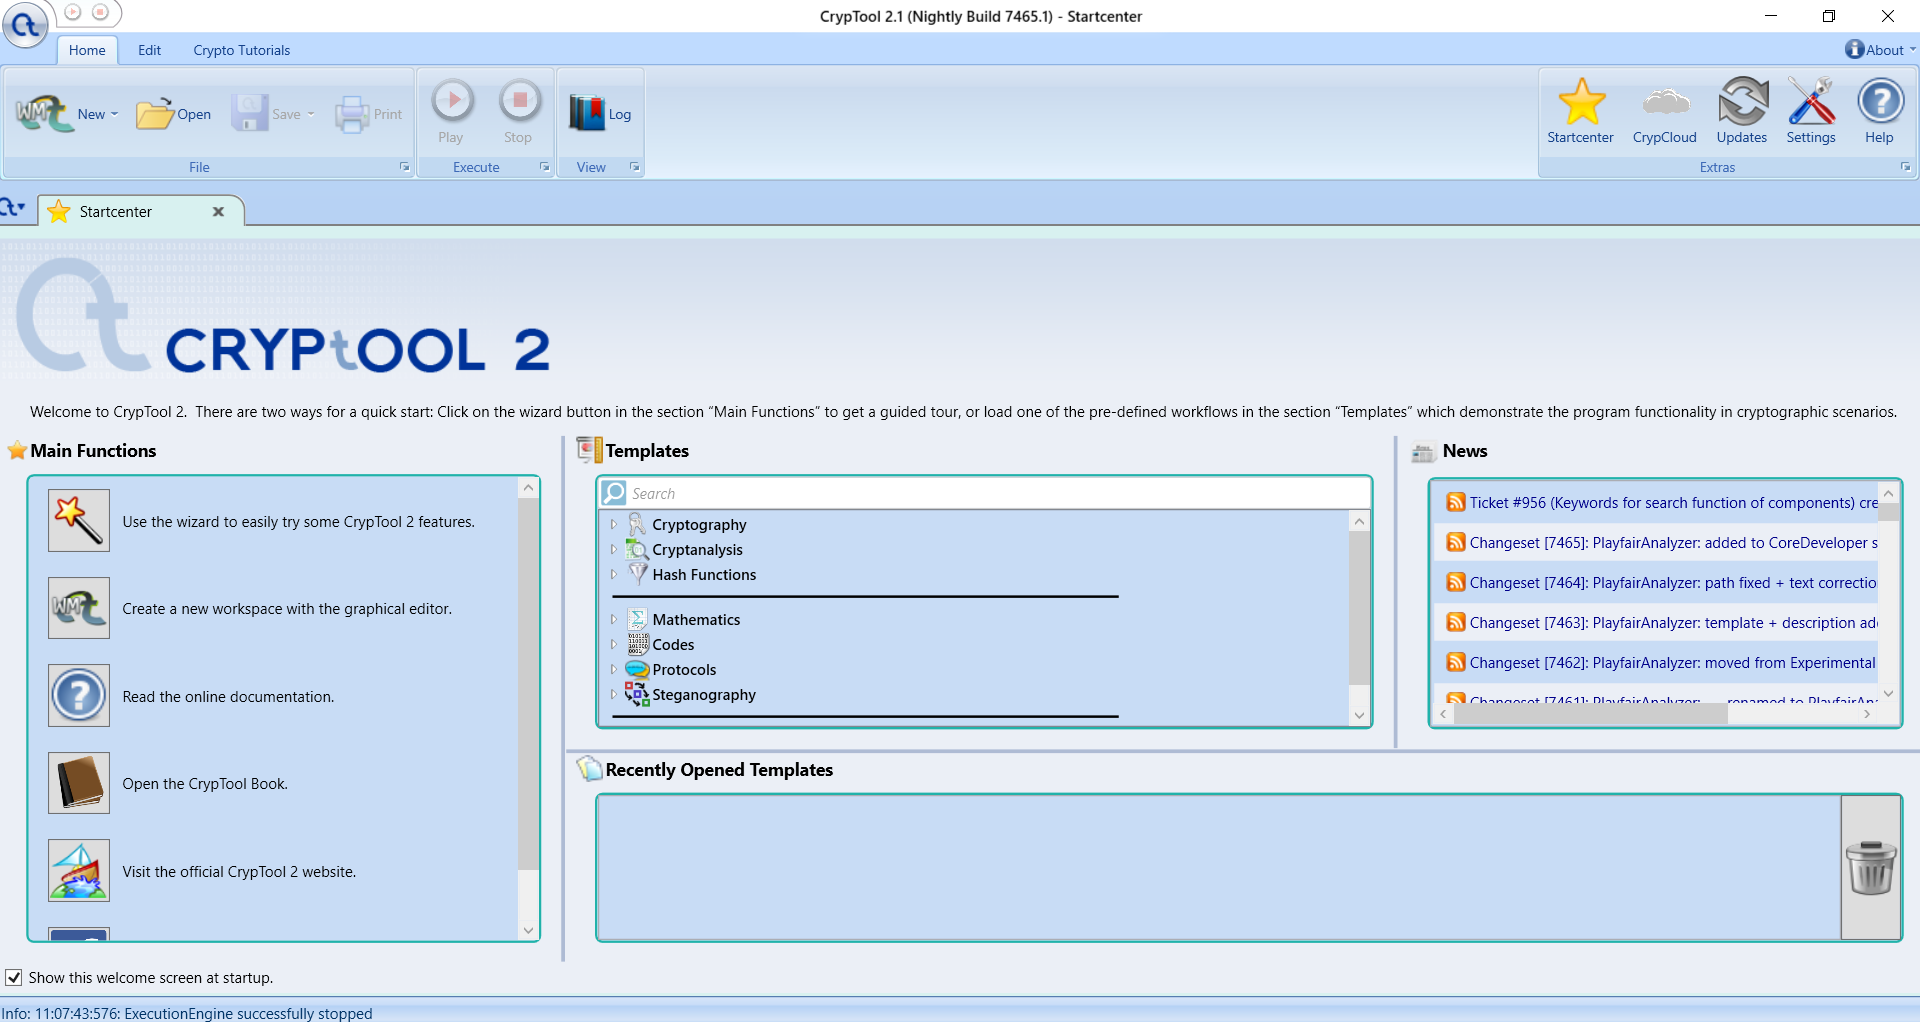 CrypTool 2.1 (Nightly Build 7465.1) - Startcenter
Home Edit Crypto Tutorials About
New Open Save Print Play Stop Log Startcenter CrypCloud Updates Settings Help
File Execute View Extras
Startcenter
CRYPtOOL 2
Welcome to CrypTool 2. There are two ways for a quick start: Click on the wizard button in the section “Main Functions” to get a guided tour, or load one of the pre-defined workflows in the section “Templates” which demonstrate the program functionality in cryptographic scenarios.
Main Functions
Use the wizard to easily try some CrypTool 2 features.
Create a new workspace with the graphical editor.
Read the online documentation.
Open the CrypTool Book.
Visit the official CrypTool 2 website.
Templates
Search
Cryptography
Cryptanalysis
Hash Functions
Mathematics
Codes
Protocols
Steganography
News
Ticket #956 (Keywords for search function of components) cre
Changeset [7465]: PlayfairAnalyzer: added to CoreDeveloper s
Changeset [7464]: PlayfairAnalyzer: path fixed + text correctio
Changeset [7463]: PlayfairAnalyzer: template + description ad
Changeset [7462]: PlayfairAnalyzer: moved from Experimental
Changeset [7461]: PlayfairAnalyzer: renamed to PlayfairAna
Recently Opened Templates
Show this welcome screen at startup.
Info: 11:07:43:576: ExecutionEngine successfully stopped